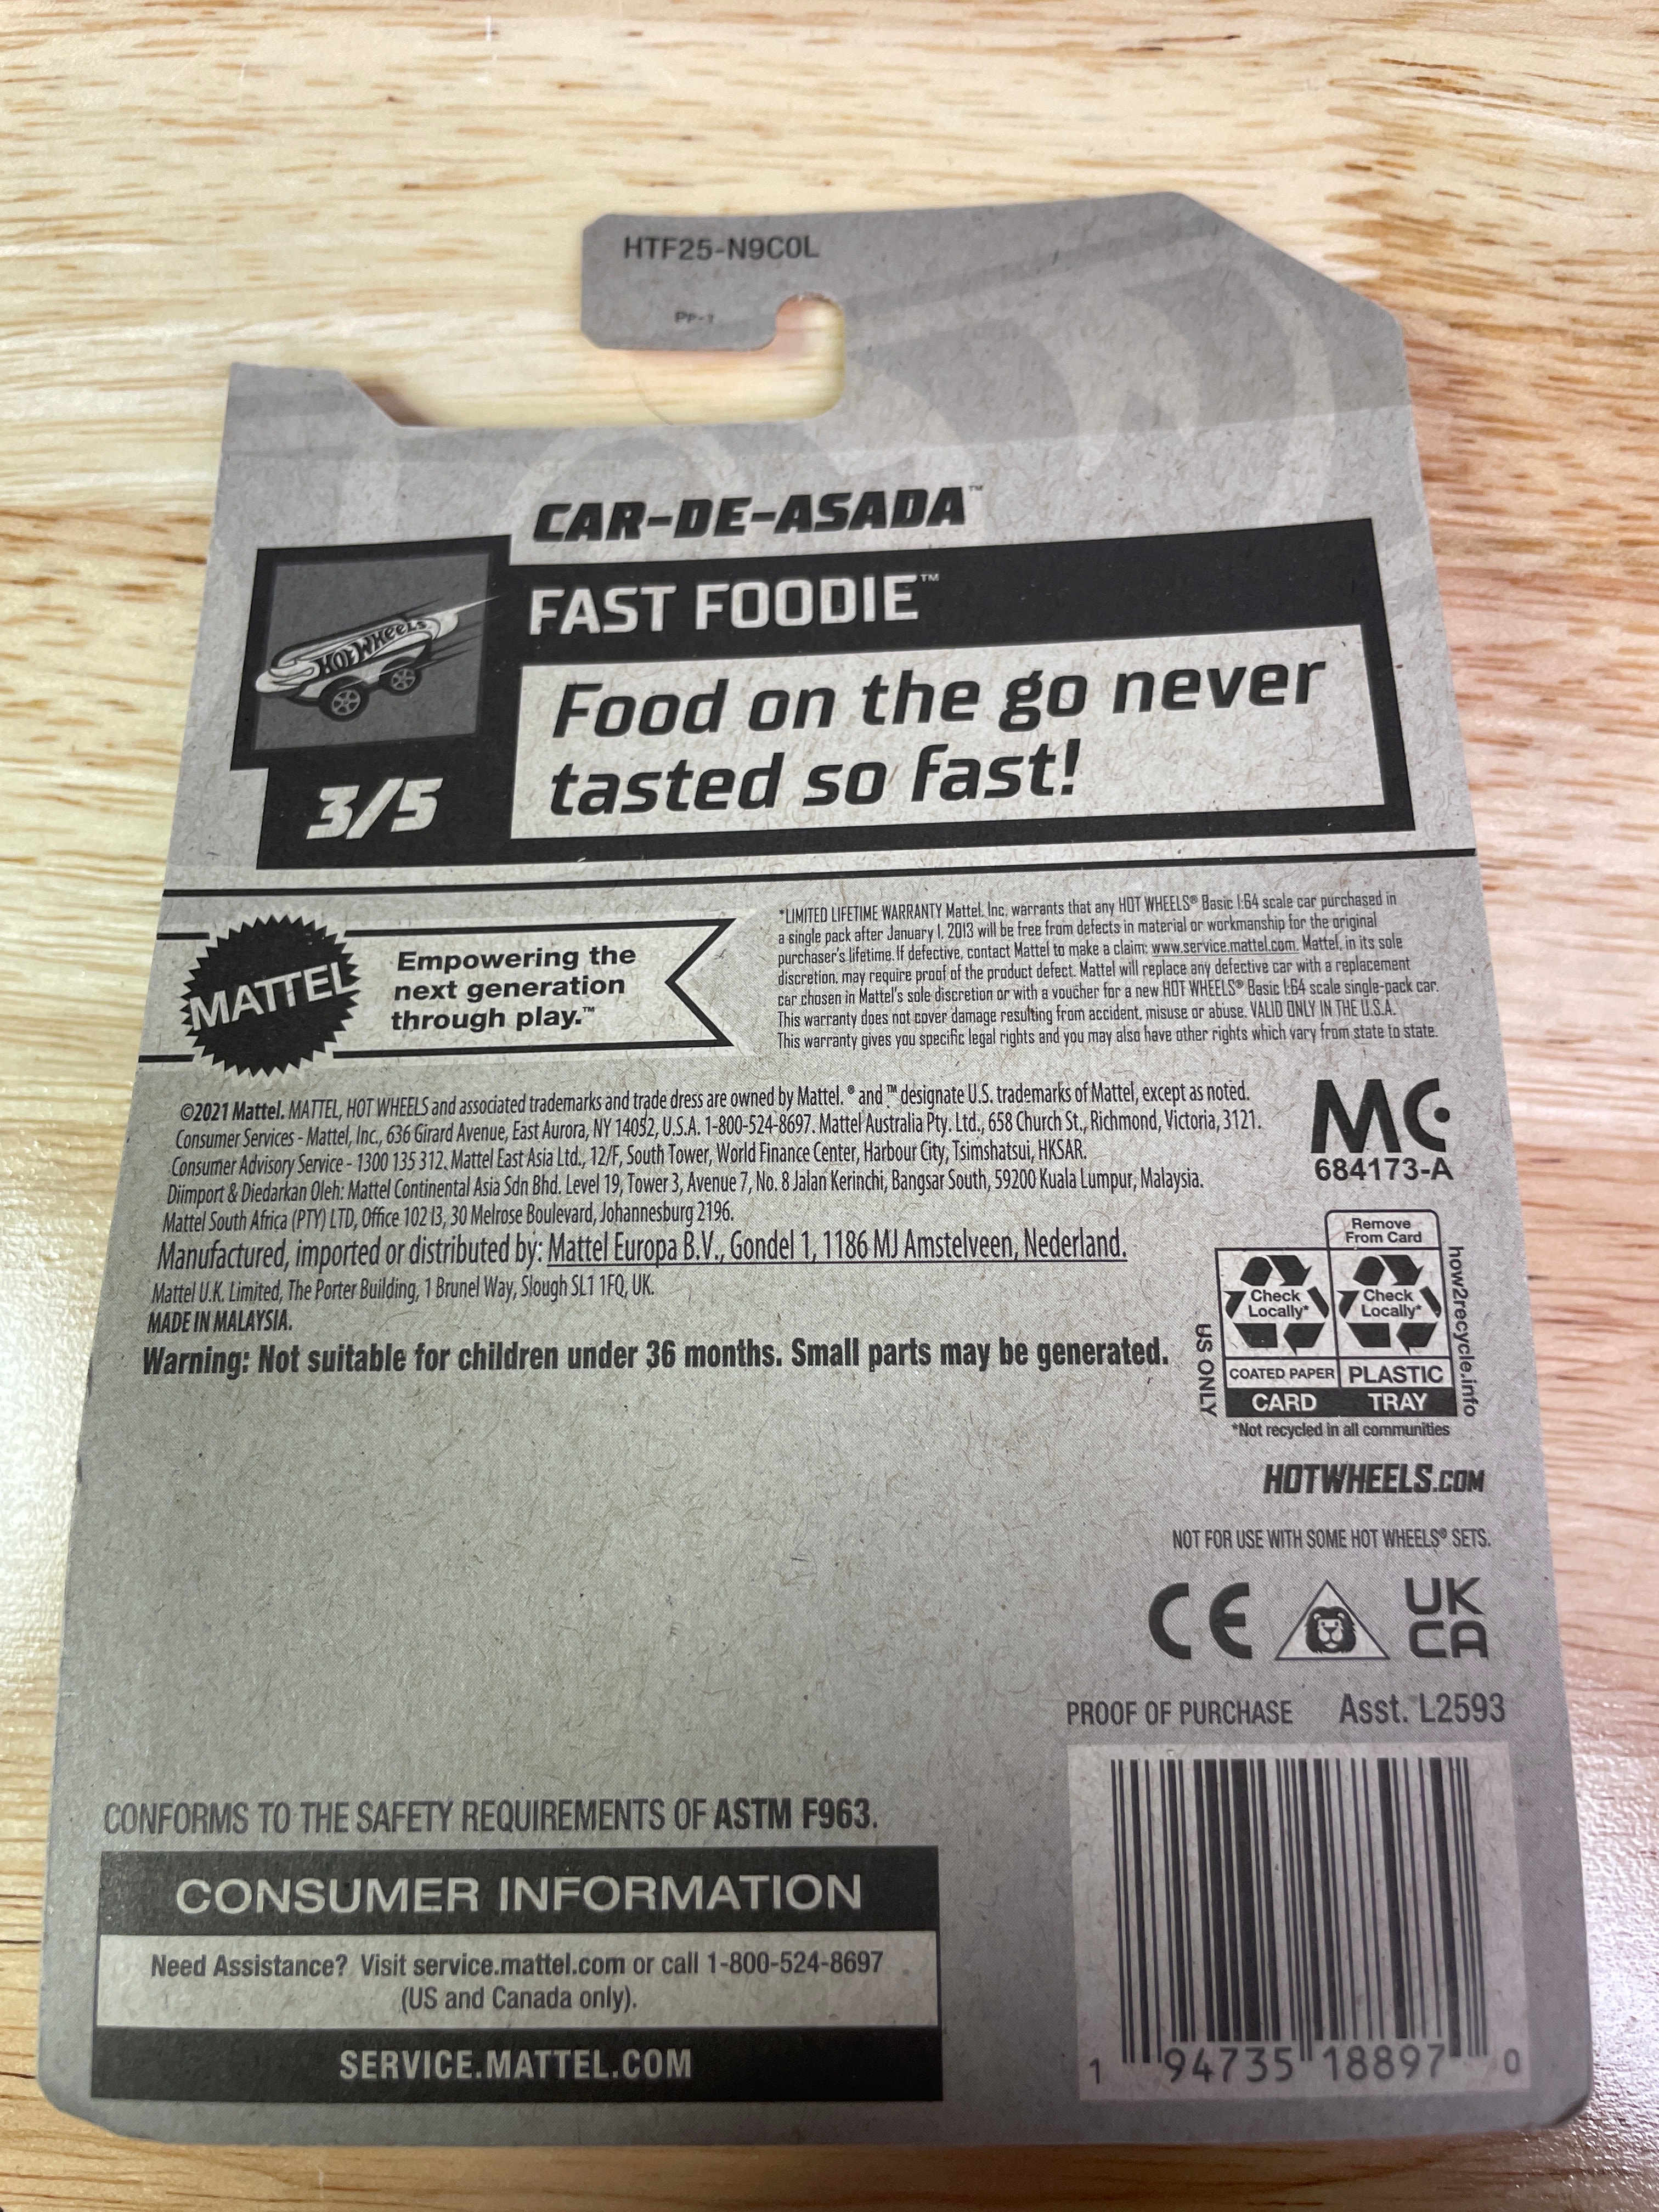 HTF25-N9C0L
PP-1
CAR-DE-ASADA™
FAST FOODIE™
HOT WHEELS
Food on the go never
tasted so fast!
3/5
MATTEL
Empowering the
next generation
through play.™
*LIMITED LIFETIME WARRANTY Mattel, Inc, warrants that any HOT WHEELS® Basic 1:64 scale car purchased in
a single pack after January 1, 2013 will be free from defects in material or workmanship for the original
purchaser's lifetime. If defective, contact Mattel to make a claim: www.service.mattel.com. Mattel, in its sole
discretion, may require proof of the product defect. Mattel will replace any defective car with a replacement
car chosen in Mattel's sole discretion or with a voucher for a new HOT WHEELS® Basic 1:64 scale single-pack car.
This warranty does not cover damage resulting from accident, misuse or abuse. VALID ONLY IN THE U.S.A.
This warranty gives you specific legal rights and you may also have other rights which vary from state to state.
©2021 Mattel. MATTEL, HOT WHEELS and associated trademarks and trade dress are owned by Mattel. ® and ™ designate U.S. trademarks of Mattel, except as noted.
Consumer Services - Mattel, Inc., 636 Girard Avenue, East Aurora, NY 14052, U.S.A. 1-800-524-8697. Mattel Australia Pty. Ltd., 658 Church St., Richmond, Victoria, 3121.
Consumer Advisory Service - 1300 135 312. Mattel East Asia Ltd., 12/F, South Tower, World Finance Center, Harbour City, Tsimshatsui, HKSAR.
Diimport & Diedarkan Oleh: Mattel Continental Asia Sdn Bhd. Level 19, Tower 3, Avenue 7, No. 8 Jalan Kerinchi, Bangsar South, 59200 Kuala Lumpur, Malaysia.
Mattel South Africa (PTY) LTD, Office 102 I3, 30 Melrose Boulevard, Johannesburg 2196.
Manufactured, imported or distributed by: Mattel Europa B.V., Gondel 1, 1186 MJ Amstelveen, Nederland.
Mattel U.K. Limited, The Porter Building, 1 Brunel Way, Slough SL1 1FQ, UK.
MADE IN MALAYSIA.
Warning: Not suitable for children under 36 months. Small parts may be generated.
MC
684173-A
Remove
From Card
Check
Locally*
Check
Locally*
COATED PAPER
PLASTIC
CARD
TRAY
US ONLY
how2recycle.info
*Not recycled in all communities
HOTWHEELS.COM
NOT FOR USE WITH SOME HOT WHEELS® SETS.
CE
UK
CA
PROOF OF PURCHASE Asst. L2593
1 94735 18897 0
CONFORMS TO THE SAFETY REQUIREMENTS OF ASTM F963.
CONSUMER INFORMATION
Need Assistance? Visit service.mattel.com or call 1-800-524-8697
(US and Canada only).
SERVICE.MATTEL.COM